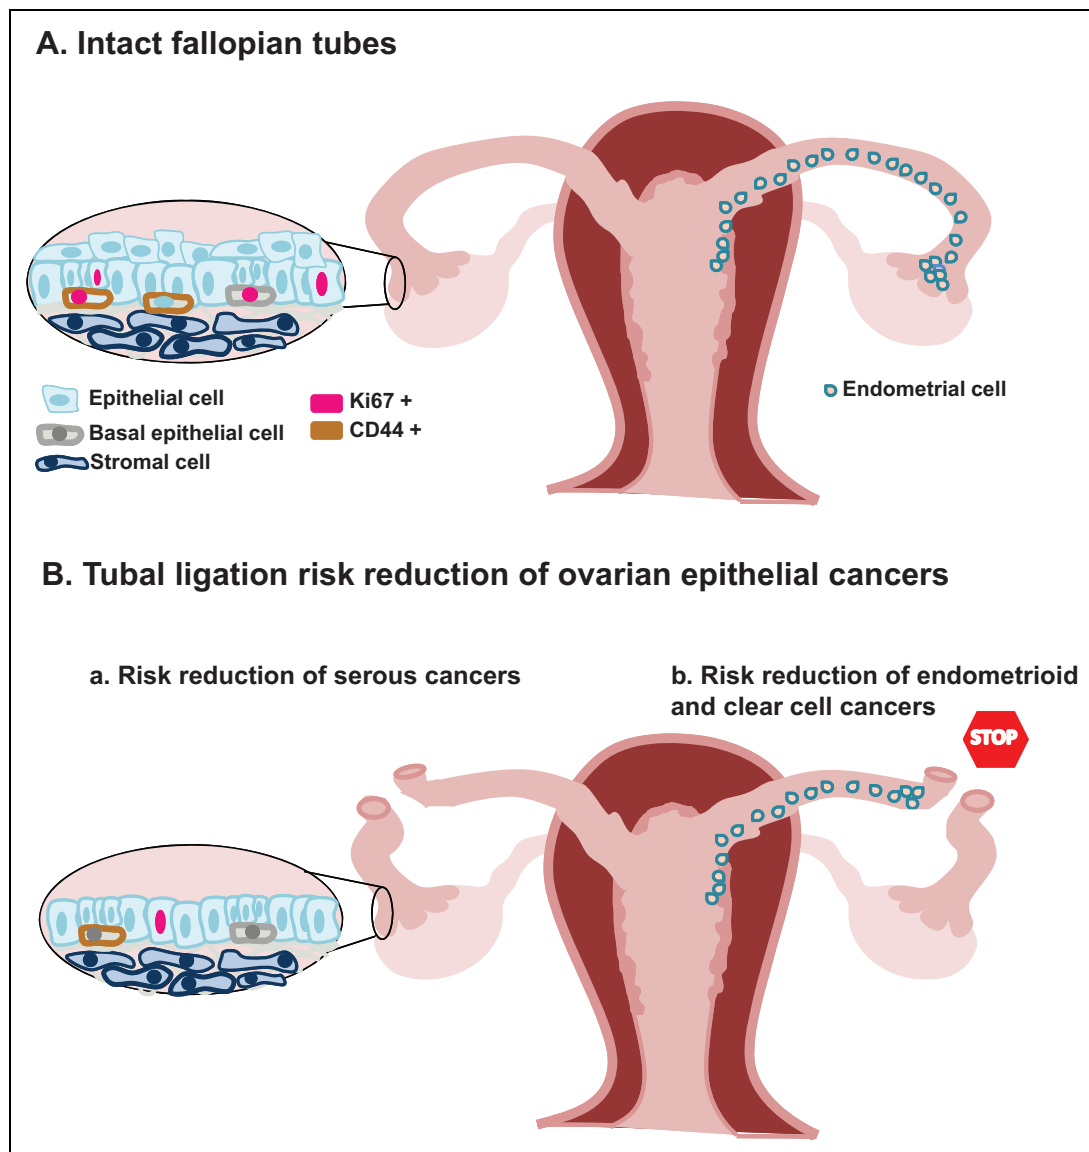 A. Intact fallopian tubes
Epithelial cell
Basal epithelial cell
Stromal cell
Ki67 +
CD44 +
Endometrial cell
B. Tubal ligation risk reduction of ovarian epithelial cancers
a. Risk reduction of serous cancers
b. Risk reduction of endometrioid
and clear cell cancers
STOP